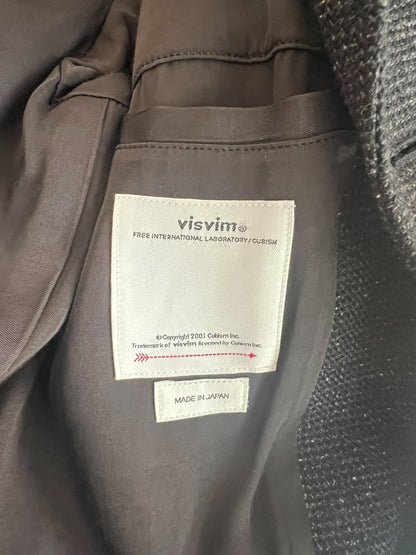 visvim®
FREE INTERNATIONAL LABORATORY / CUBISM
© Copyright 2001 Cubism Inc.
Trademark of visvim licensed by Cubism Inc.
MADE IN JAPAN